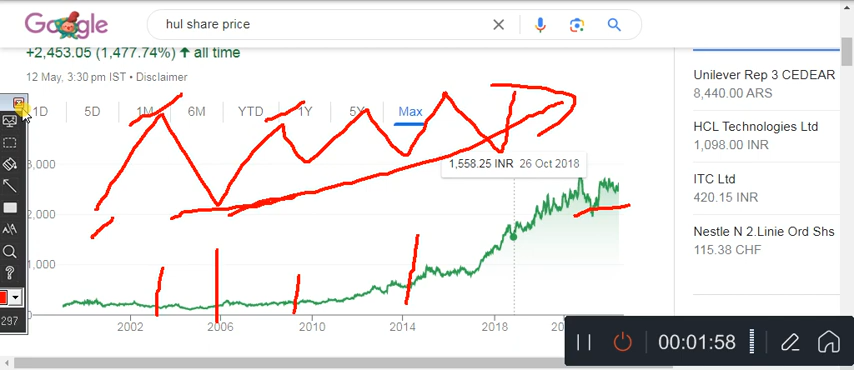 Google
hul share price
+2,453.05 (1,477.74%) ↑ all time
12 May, 3:30 pm IST • Disclaimer
1D 5D 1M 6M YTD 1Y 5Y Max
1,558.25 INR 26 Oct 2018
3,000
2,000
1,000
0
2002 2006 2010 2014 2018
Unilever Rep 3 CEDEAR
8,440.00 ARS
HCL Technologies Ltd
1,098.00 INR
ITC Ltd
420.15 INR
Nestle N 2.Linie Ord Shs
115.38 CHF
297
00:01:58